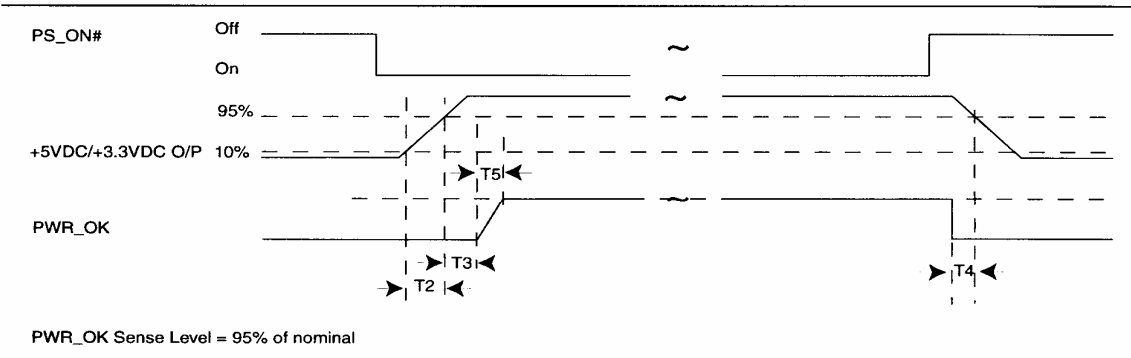 PS_ON#
Off
On
95%
+5VDC/+3.3VDC O/P 10%
T5
PWR_OK
T3
T2
T4
PWR_OK Sense Level = 95% of nominal